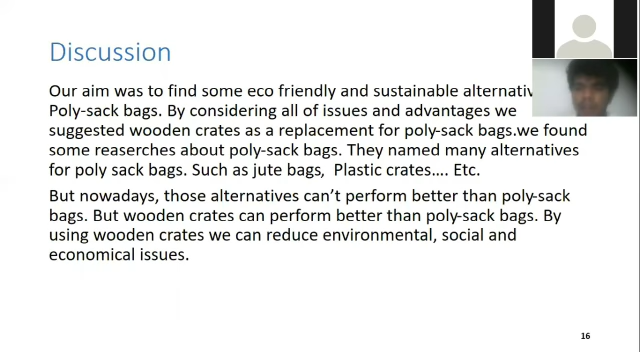 Discussion
Our aim was to find some eco friendly and sustainable
Poly-sack bags. By considering all of issues and advantages we
suggested wooden crates as a replacement for poly-sack bags.we found
some reaserches about poly-sack bags. They named many alternatives
for poly sack bags. Such as jute bags, Plastic crates.... Etc.
But nowadays, those alternatives can't perform better than poly-sack
bags. But wooden crates can perform better than poly-sack bags. By
using wooden crates we can reduce environmental, social and
economical issues.
16